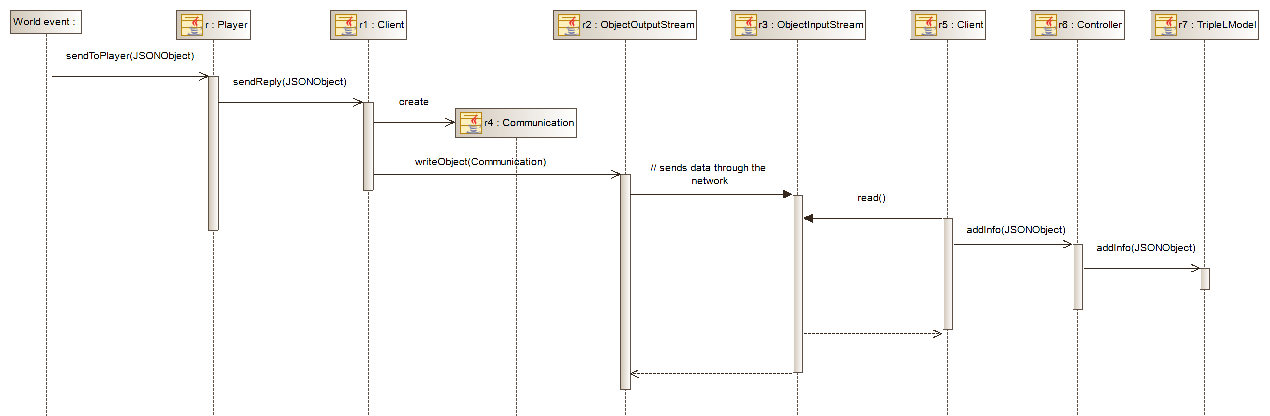 World event :
r : Player
r1 : Client
r2 : ObjectOutputStream
r3 : ObjectInputStream
r5 : Client
r6 : Controller
r7 : TripleLModel
sendToPlayer(JSONObject)
sendReply(JSONObject)
create
r4 : Communication
writeObject(Communication)
// sends data through the
network
read()
addInfo(JSONObject)
addInfo(JSONObject)